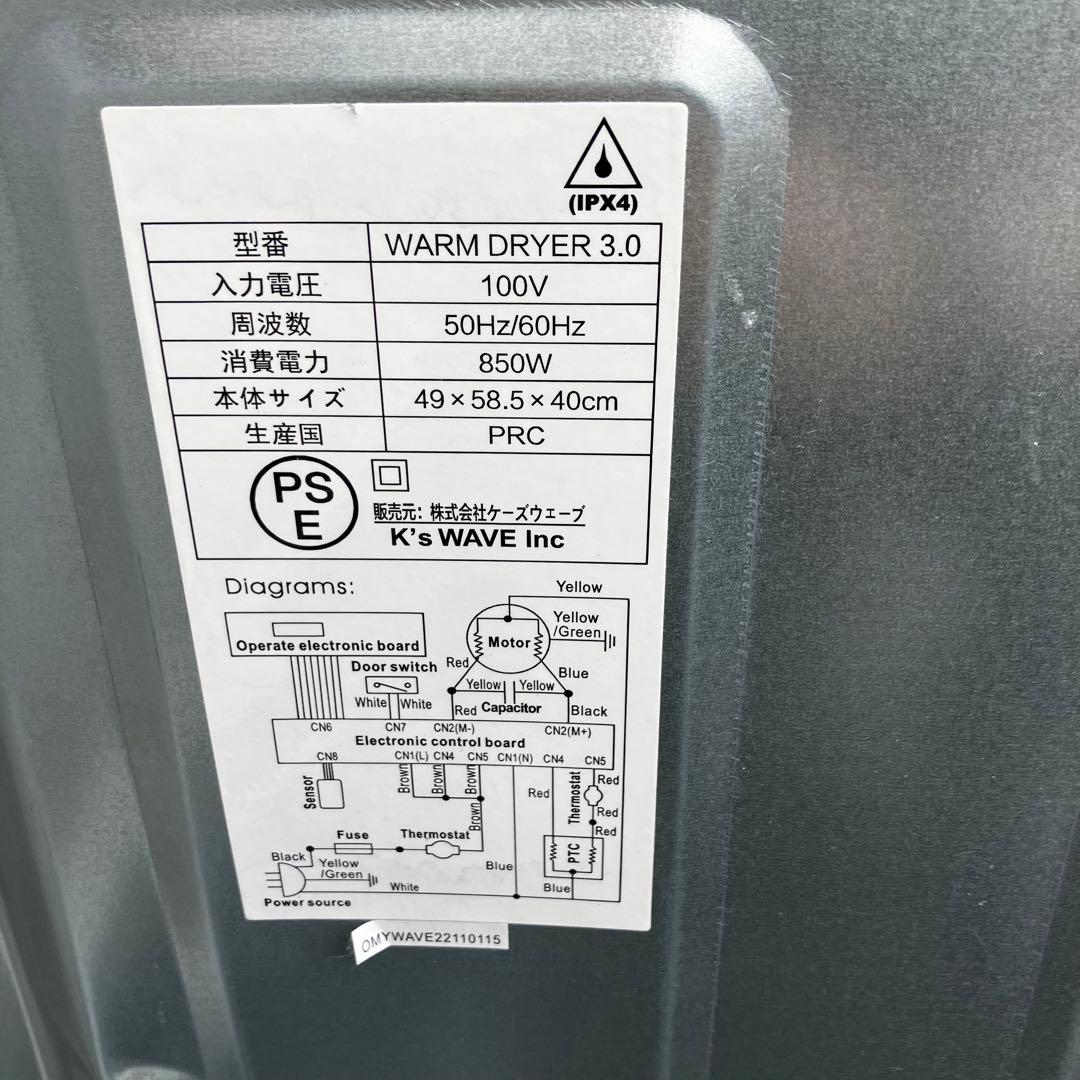 (IPX4)
型番 WARM DRYER 3.0
入力電圧 100V
周波数 50Hz/60Hz
消費電力 850W
本体サイズ 49×58.5×40cm
生産国 PRC
PS
E
販売元: 株式会社ケーズウェーブ
K's WAVE Inc
Diagrams:
Yellow
Yellow
/Green
Operate electronic board
Motor
Door switch
Red
Blue
Yellow Yellow
White White
Red Capacitor Black
CN6 CN7 CN2(M-) CN2(M+)
Electronic control board
CN8 CN1(L) CN4 CN5 CN1(N) CN4 CN5
Sensor
Brown Brown Brown
Brown
Red
Thermostat
Red
Red
Red
Fuse Thermostat
PTC
Black
Yellow
/Green
Blue
Blue
White
Power source
OMYWAVE22110115